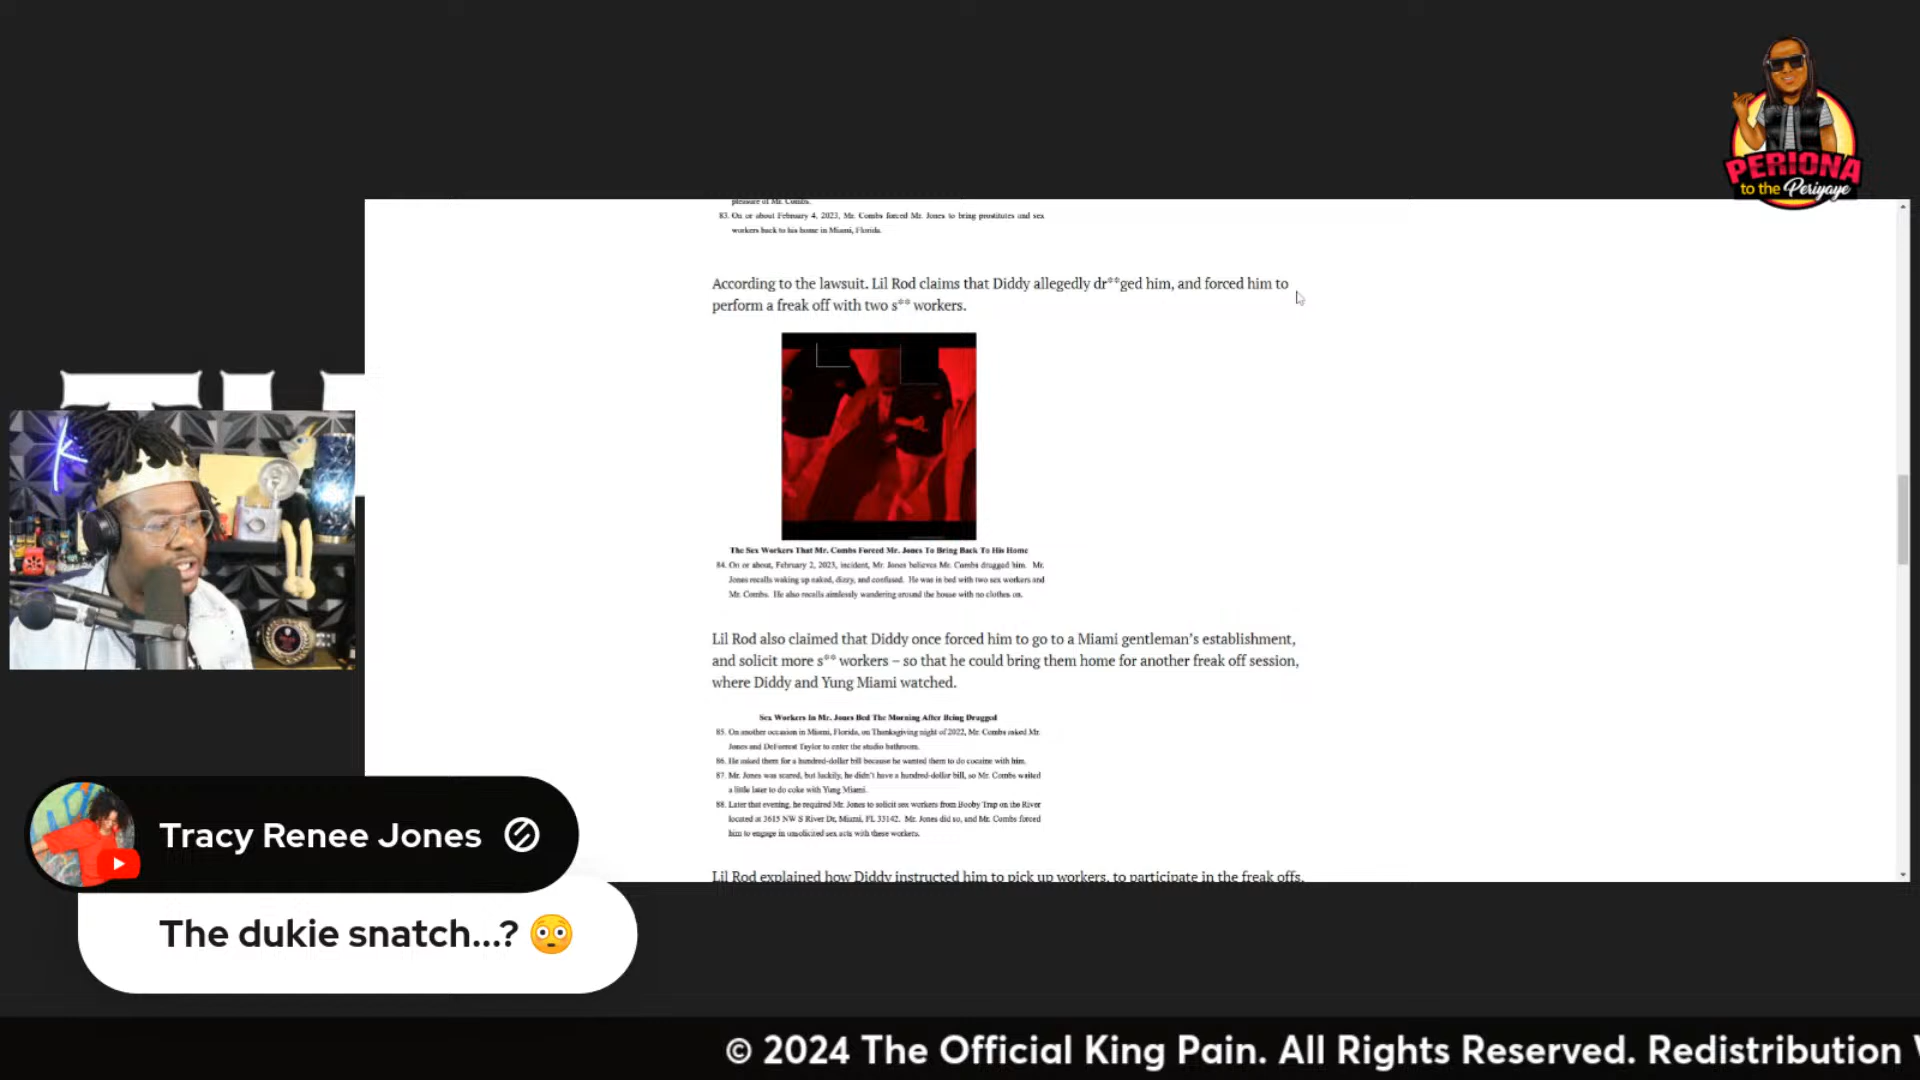 PERIONA
to the Periyaye
pleasure of Mr. Combs.
83. On or about February 4, 2023, Mr. Combs forced Mr. Jones to bring prostitutes and sex
workers back to his home in Miami, Florida.
According to the lawsuit. Lil Rod claims that Diddy allegedly dr**ged him, and forced him to
perform a freak off with two s** workers.
The Sex Workers That Mr. Combs Forced Mr. Jones To Bring Back To His Home
84. On or about, February 2, 2023, incident, Mr. Jones believes Mr. Combs drugged him. Mr.
Jones recalls waking up naked, dizzy, and confused. He was in bed with two sex workers and
Mr. Combs. He also recalls aimlessly wandering around the house with no clothes on.
Lil Rod also claimed that Diddy once forced him to go to a Miami gentleman's establishment,
and solicit more s** workers – so that he could bring them home for another freak off session,
where Diddy and Yung Miami watched.
Sex Workers In Mr. Jones Bed The Morning After Being Drugged
85. On another occasion in Miami, Florida, on Thanksgiving night of 2022, Mr. Combs asked Mr.
Jones and DeForrest Taylor to enter the studio bathroom.
86. He asked them for a hundred-dollar bill because he wanted them to do cocaine with him.
87. Mr. Jones was scared, but luckily, he didn't have a hundred-dollar bill, so Mr. Combs waited
a little later to do coke with Yung Miami.
88. Later that evening, he required Mr. Jones to solicit sex workers from Booby Trap on the River
located at 3615 NW S River Dr, Miami, FL 33142. Mr. Jones did so, and Mr. Combs forced
him to engage in unsolicited sex acts with these workers.
Lil Rod explained how Diddy instructed him to pick up workers, to participate in the freak offs.
Tracy Renee Jones
The dukie snatch...? 😳
© 2024 The Official King Pain. All Rights Reserved. Redistribution